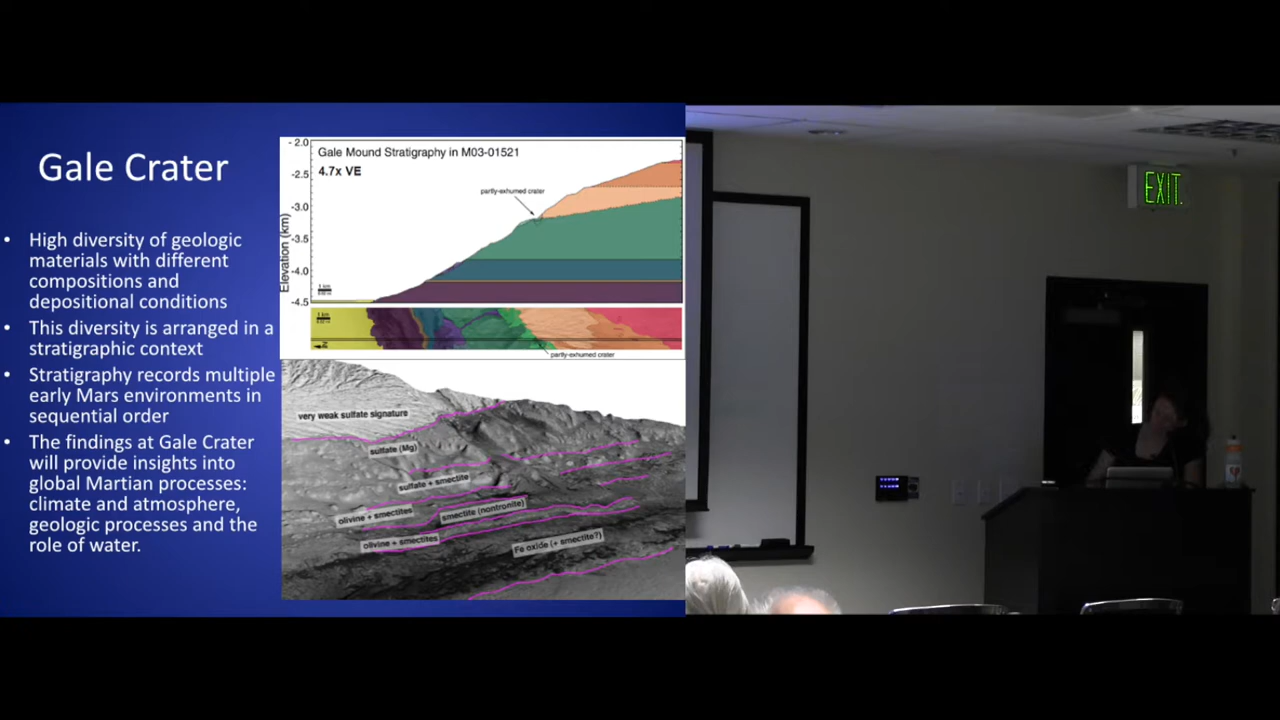 Gale Crater
• High diversity of geologic
materials with different
compositions and
depositional conditions
• This diversity is arranged in a
stratigraphic context
• Stratigraphy records multiple
early Mars environments in
sequential order
• The findings at Gale Crater
will provide insights into
global Martian processes:
climate and atmosphere,
geologic processes and the
role of water.
Gale Mound Stratigraphy in M03-01521
4.7x VE
partly-exhumed crater
Elevation (km)
-2.0
-2.5
-3.0
-3.5
-4.0
-4.5
1 km
1 km
N
partly-exhumed crater
very weak sulfate signature
sulfate (Mg)
sulfate + smectite
olivine + smectites
smectite (nontronite)
olivine + smectites
Fe oxide (+ smectite?)
EXIT